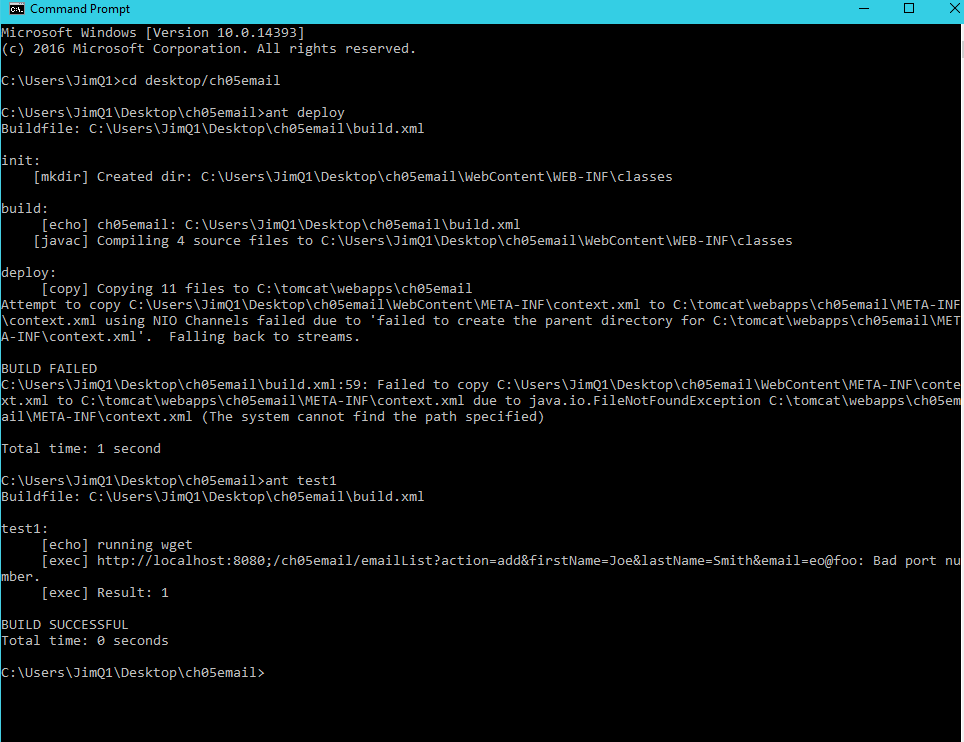 Command Prompt
Microsoft Windows [Version 10.0.14393]
(c) 2016 Microsoft Corporation. All rights reserved.
C:\Users\JimQ1>cd desktop/ch05email
C:\Users\JimQ1\Desktop\ch05email>ant deploy
Buildfile: C:\Users\JimQ1\Desktop\ch05email\build.xml
init:
[mkdir] Created dir: C:\Users\JimQ1\Desktop\ch05email\WebContent\WEB-INF\classes
build:
[echo] ch05email: C:\Users\JimQ1\Desktop\ch05email\build.xml
[javac] Compiling 4 source files to C:\Users\JimQ1\Desktop\ch05email\WebContent\WEB-INF\classes
deploy:
[copy] Copying 11 files to C:\tomcat\webapps\ch05email
Attempt to copy C:\Users\JimQ1\Desktop\ch05email\WebContent\META-INF\context.xml to C:\tomcat\webapps\ch05email\META-INF
\context.xml using NIO Channels failed due to 'failed to create the parent directory for C:\tomcat\webapps\ch05email\MET
A-INF\context.xml'.  Falling back to streams.
BUILD FAILED
C:\Users\JimQ1\Desktop\ch05email\build.xml:59: Failed to copy C:\Users\JimQ1\Desktop\ch05email\WebContent\META-INF\conte
xt.xml to C:\tomcat\webapps\ch05email\META-INF\context.xml due to java.io.FileNotFoundException C:\tomcat\webapps\ch05em
ail\META-INF\context.xml (The system cannot find the path specified)
Total time: 1 second
C:\Users\JimQ1\Desktop\ch05email>ant test1
Buildfile: C:\Users\JimQ1\Desktop\ch05email\build.xml
test1:
[echo] running wget
[exec] http://localhost:8080;/ch05email/emailList?action=add&firstName=Joe&lastName=Smith&email=eo@foo: Bad port nu
mber.
[exec] Result: 1
BUILD SUCCESSFUL
Total time: 0 seconds
C:\Users\JimQ1\Desktop\ch05email>